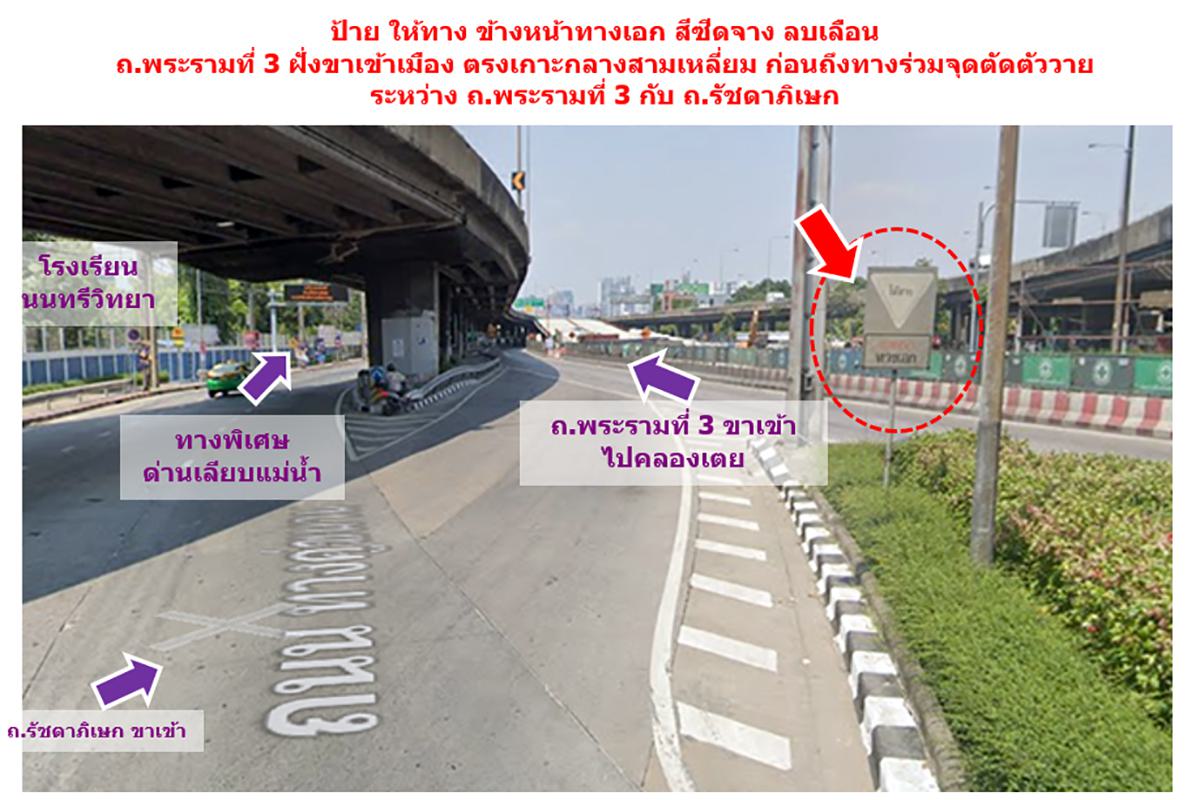 ป้าย ให้ทาง ข้างหน้าทางเอก สีซีดจาง ลบเลือน
ถ.พระรามที่ 3 ฝั่งขาเข้าเมือง ตรงเกาะกลางสามเหลี่ยม ก่อนถึงทางร่วมจุดตัดตัววาย
ระหว่าง ถ.พระรามที่ 3 กับ ถ.รัชดาภิเษก
โรงเรียน
นนทรีวิทยา
ให้ทาง
ทางเอก
ทางพิเศษ
ด่านเลียบแม่น้ำ
ถ.พระรามที่ 3 ขาเข้า
ไปคลองเตย
ถนน
ถ.รัชดาภิเษก ขาเข้า